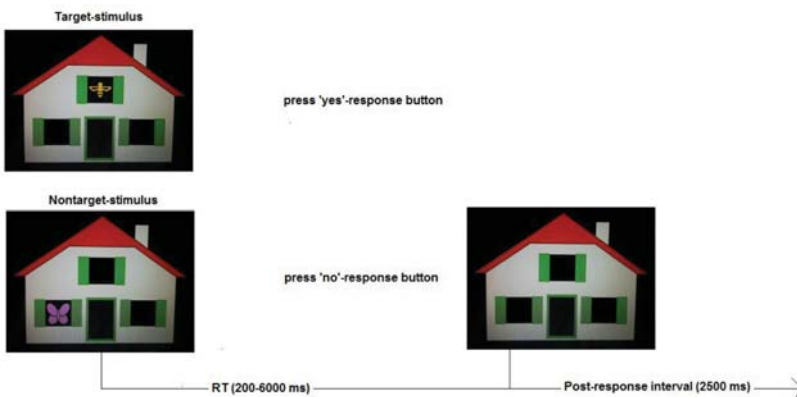 Target-stimulus
press 'yes'-response button
Nontarget-stimulus
press 'no'-response button
RT (200-6000 ms)
Post-response interval (2500 ms)